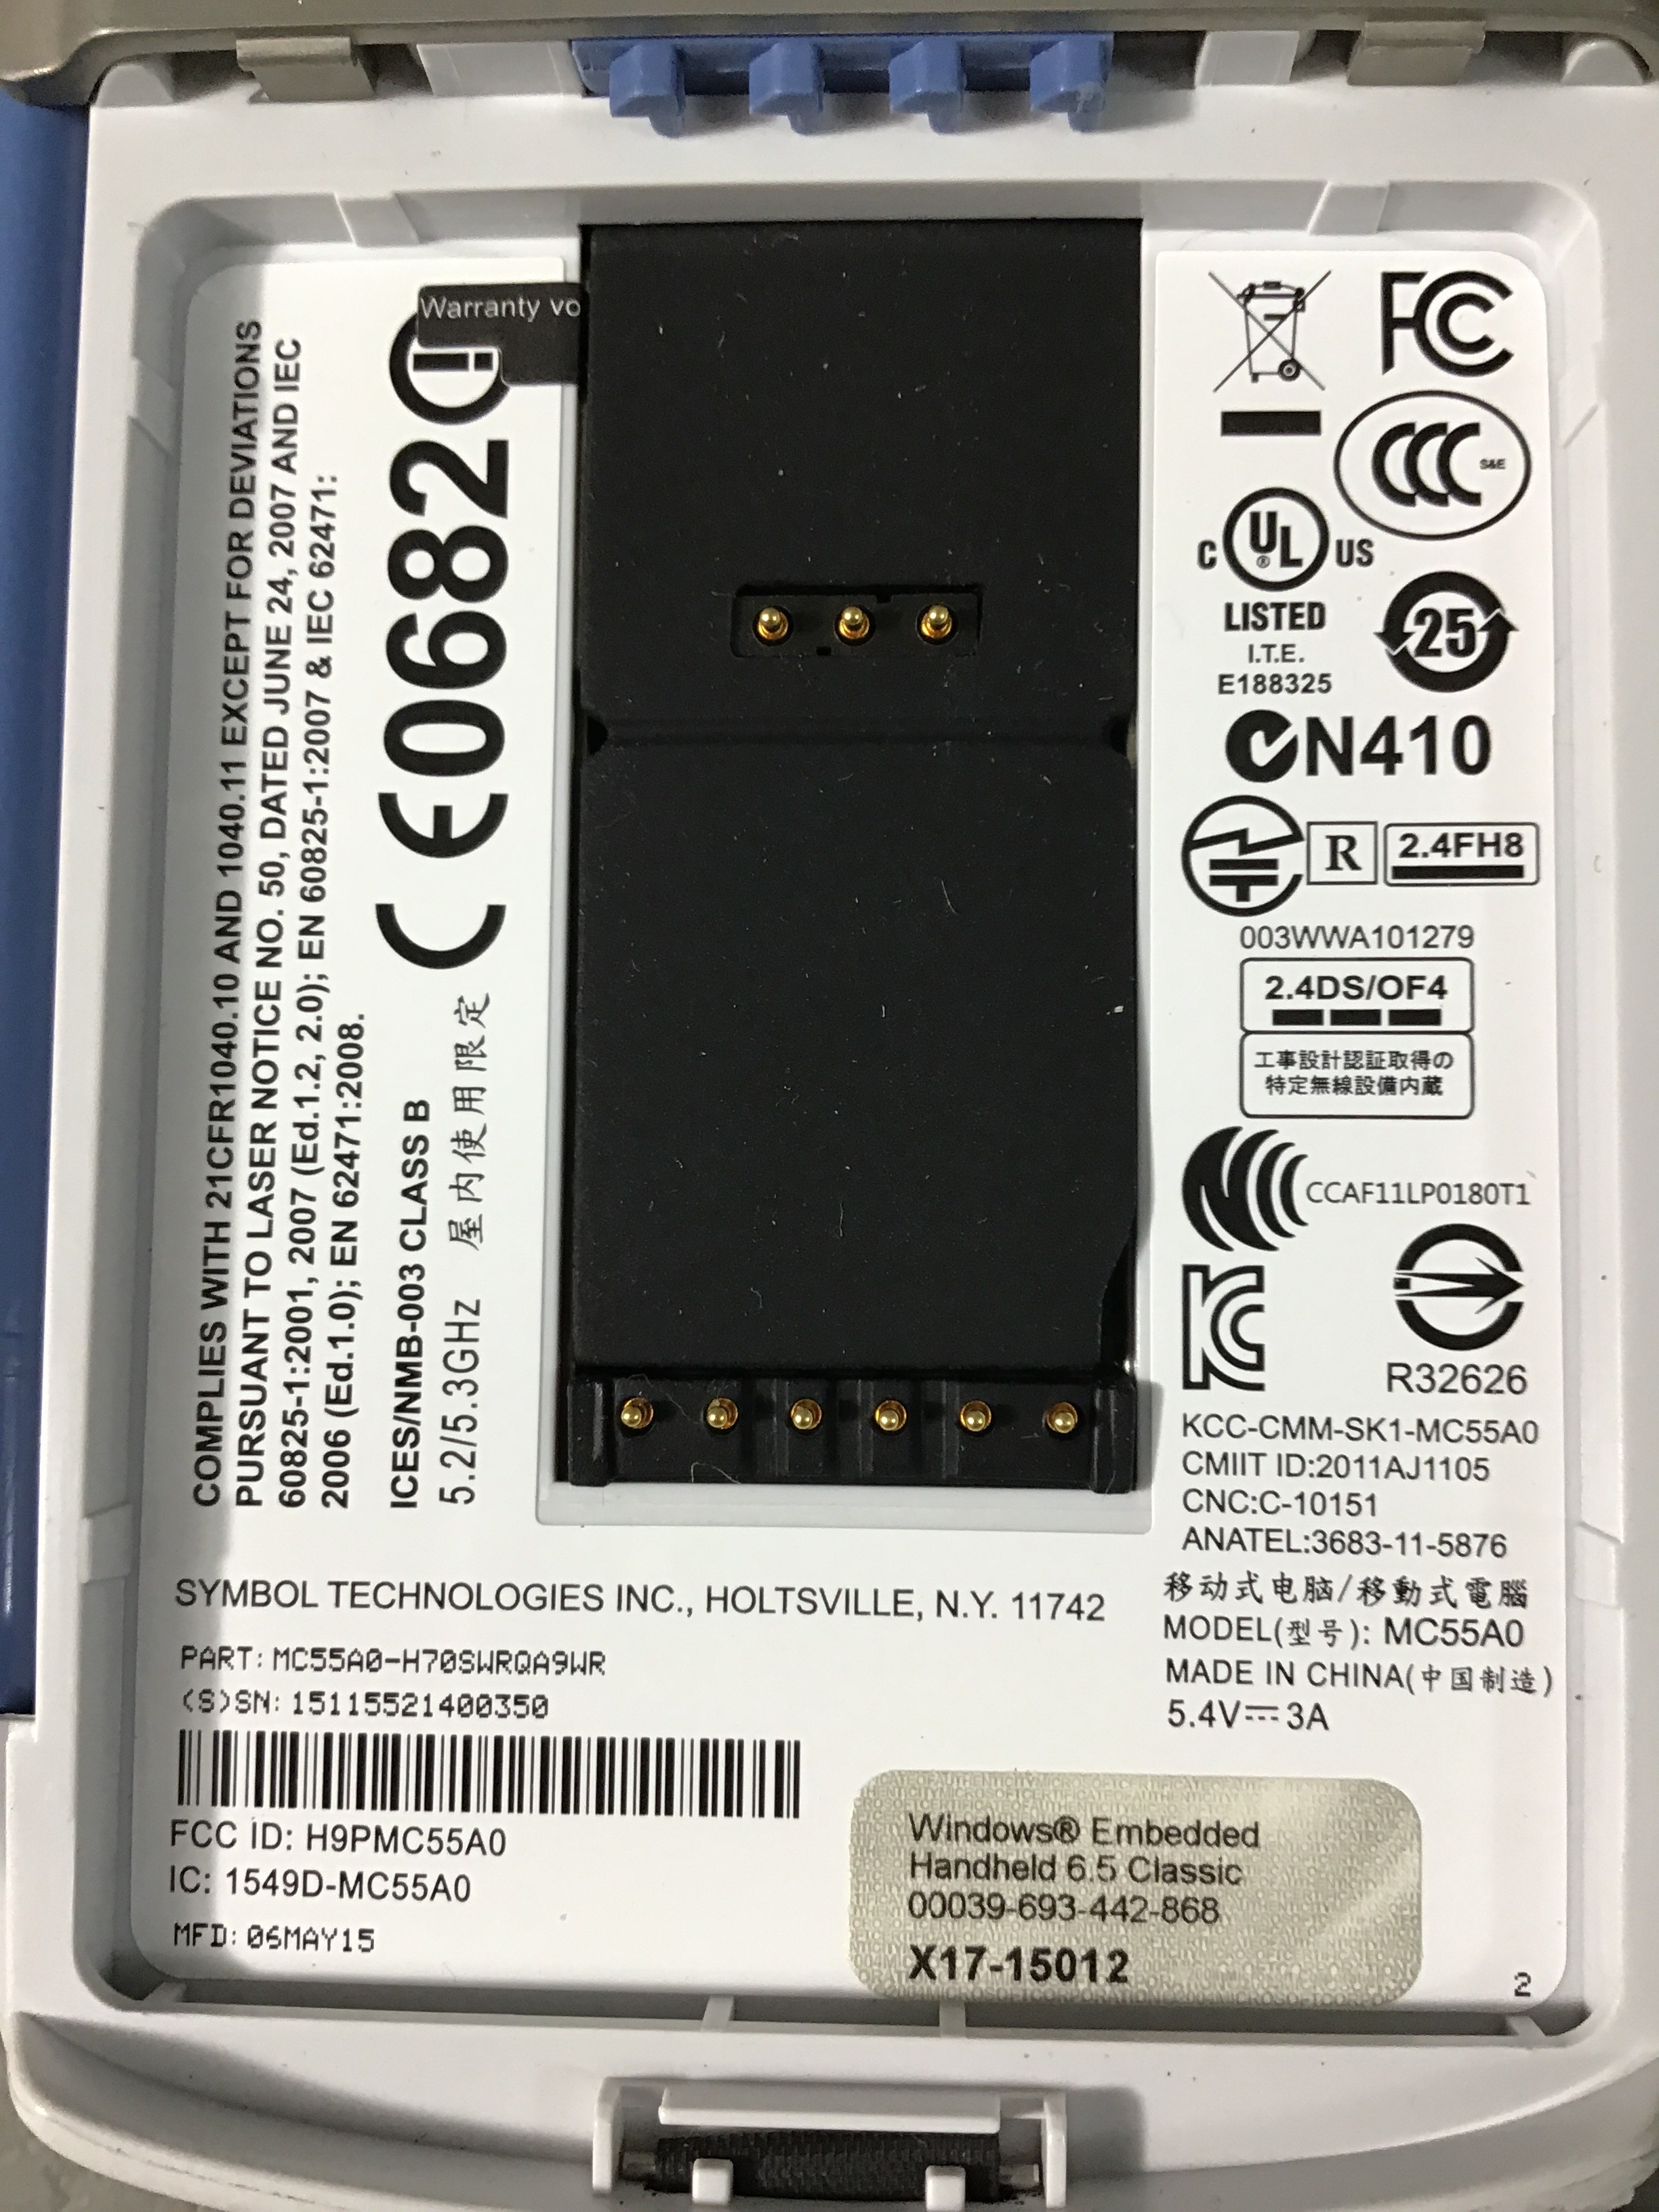 Warranty vo
COMPLIES WITH 21CFR1040.10 AND 1040.11 EXCEPT FOR DEVIATIONS
PURSUANT TO LASER NOTICE NO. 50, DATED JUNE 24, 2007 AND IEC
60825-1:2001, 2007 (Ed.1.2, 2.0); EN 60825-1:2007 & IEC 62471:
2006 (Ed.1.0); EN 62471:2008.
CE0682
ICES/NMB-003 CLASS B
5.2/5.3GHz 屋内使用限定
FC
CCC S&E
C UL® US
LISTED
I.T.E.
E188325
25
N410
R 2.4FH8
003WWA101279
2.4DS/OF4
工事設計認証取得の
特定無線設備内蔵
CCAF11LP0180T1
R32626
KCC-CMM-SK1-MC55A0
CMIIT ID:2011AJ1105
CNC:C-10151
ANATEL:3683-11-5876
移动式电脑/移動式電腦
MODEL(型号): MC55A0
MADE IN CHINA(中国制造)
5.4V⎓3A
SYMBOL TECHNOLOGIES INC., HOLTSVILLE, N.Y. 11742
PART: MC55A0-H70SWRQA9WR
(S)SN: 15115521400350
FCC ID: H9PMC55A0
IC: 1549D-MC55A0
MFD: 06MAY15
Windows® Embedded
Handheld 6.5 Classic
00039-693-442-868
X17-15012
2